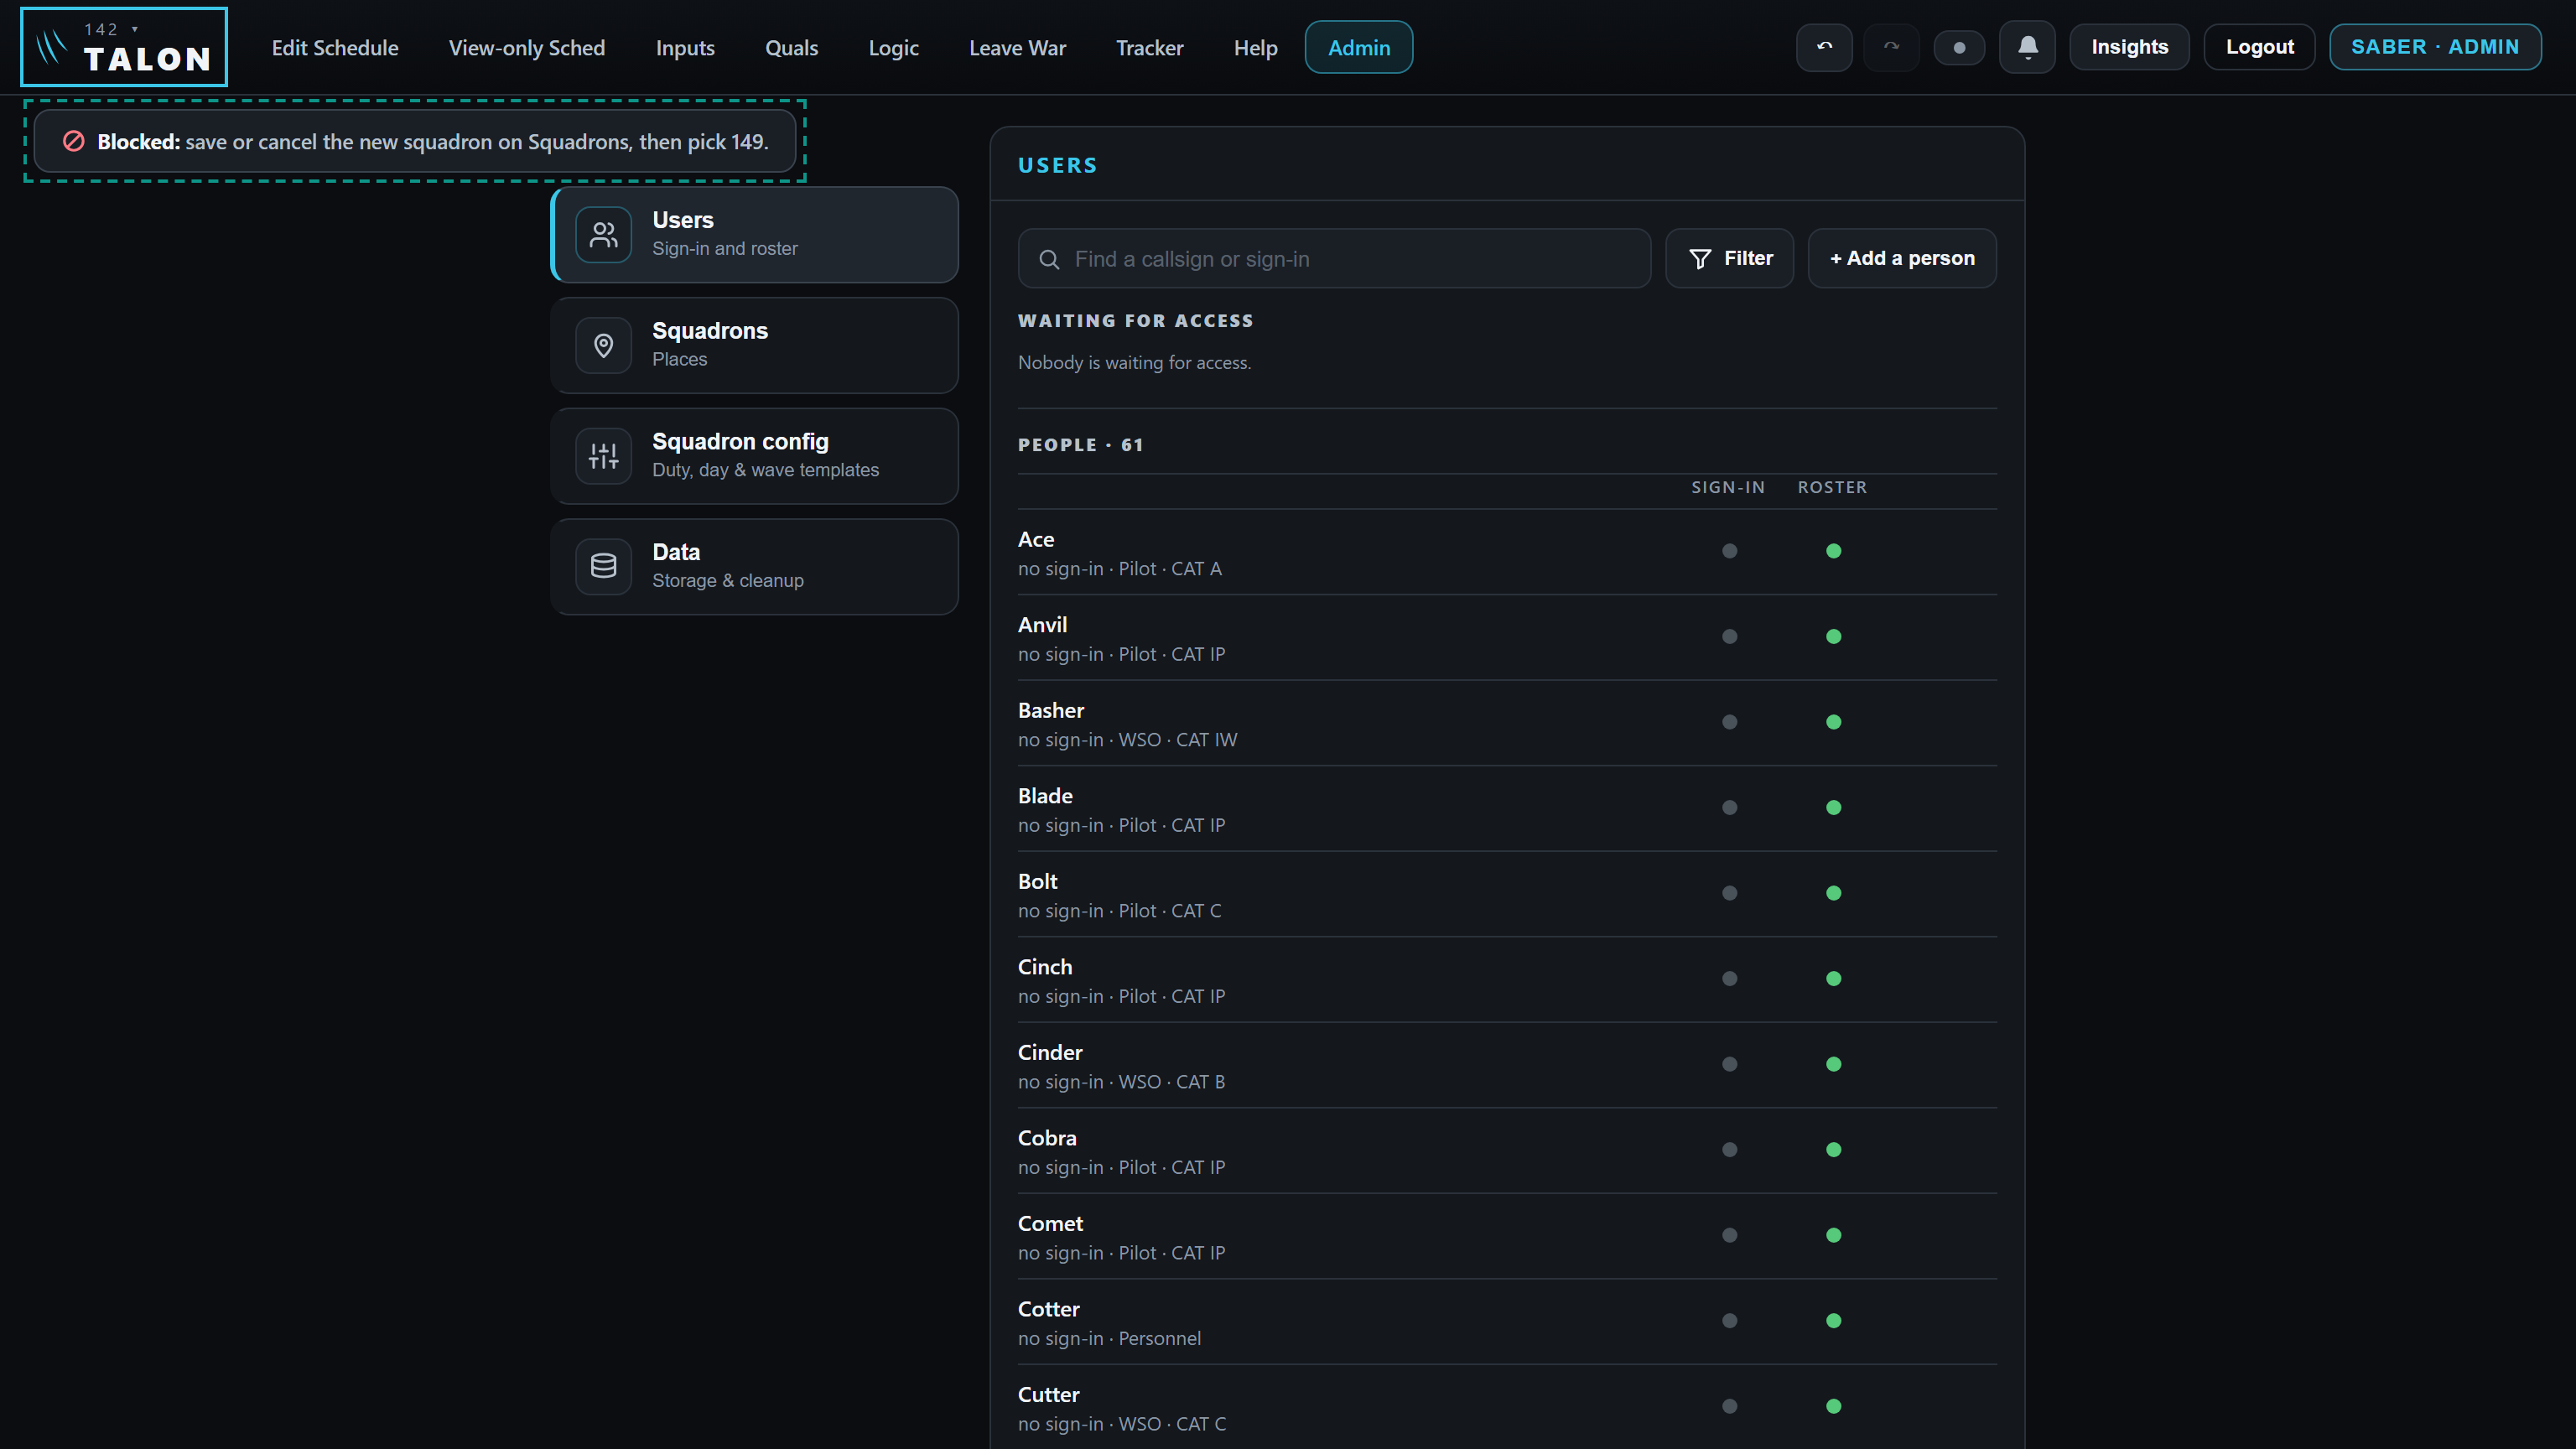 142 ▾
TALON
Edit Schedule
View-only Sched
Inputs
Quals
Logic
Leave War
Tracker
Help
Admin
Insights
Logout
SABER · ADMIN
Blocked: save or cancel the new squadron on Squadrons, then pick 149.
Users
Sign-in and roster
Squadrons
Places
Squadron config
Duty, day & wave templates
Data
Storage & cleanup
USERS
Find a callsign or sign-in
Filter
+ Add a person
WAITING FOR ACCESS
Nobody is waiting for access.
PEOPLE · 61
SIGN-IN ROSTER
Ace
no sign-in · Pilot · CAT A
Anvil
no sign-in · Pilot · CAT IP
Basher
no sign-in · WSO · CAT IW
Blade
no sign-in · Pilot · CAT IP
Bolt
no sign-in · Pilot · CAT C
Cinch
no sign-in · Pilot · CAT IP
Cinder
no sign-in · WSO · CAT B
Cobra
no sign-in · Pilot · CAT IP
Comet
no sign-in · Pilot · CAT IP
Cotter
no sign-in · Personnel
Cutter
no sign-in · WSO · CAT C